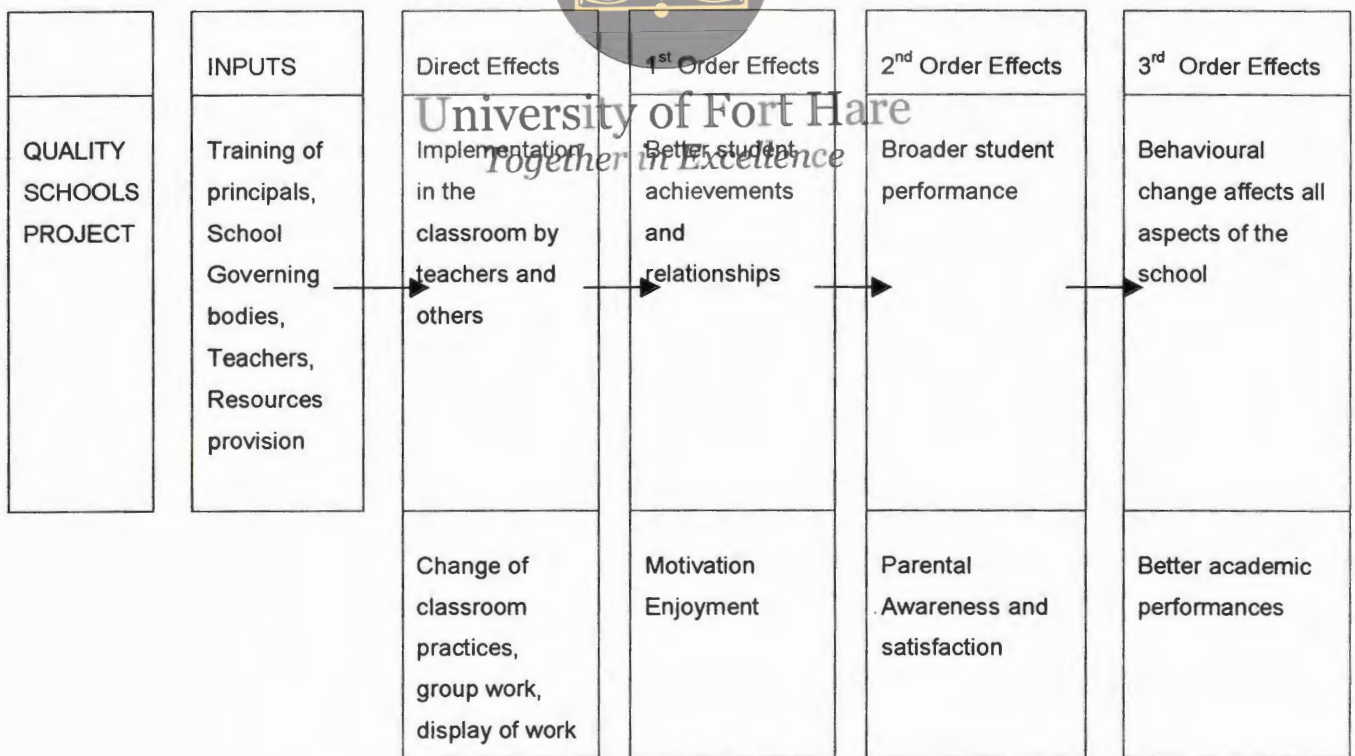 INPUTS
Direct Effects
1st Order Effects
2nd Order Effects
3rd Order Effects
University of Fort Hare
Together in Excellence
QUALITY
SCHOOLS
PROJECT
Training of
principals,
School
Governing
bodies,
Teachers,
Resources
provision
Implementation
in the
classroom by
teachers and
others
Better student
achievements
and
relationships
Broader student
performance
Behavioural
change affects all
aspects of the
school
Change of
classroom
practices,
group work,
display of work
Motivation
Enjoyment
Parental
Awareness and
satisfaction
Better academic
performances